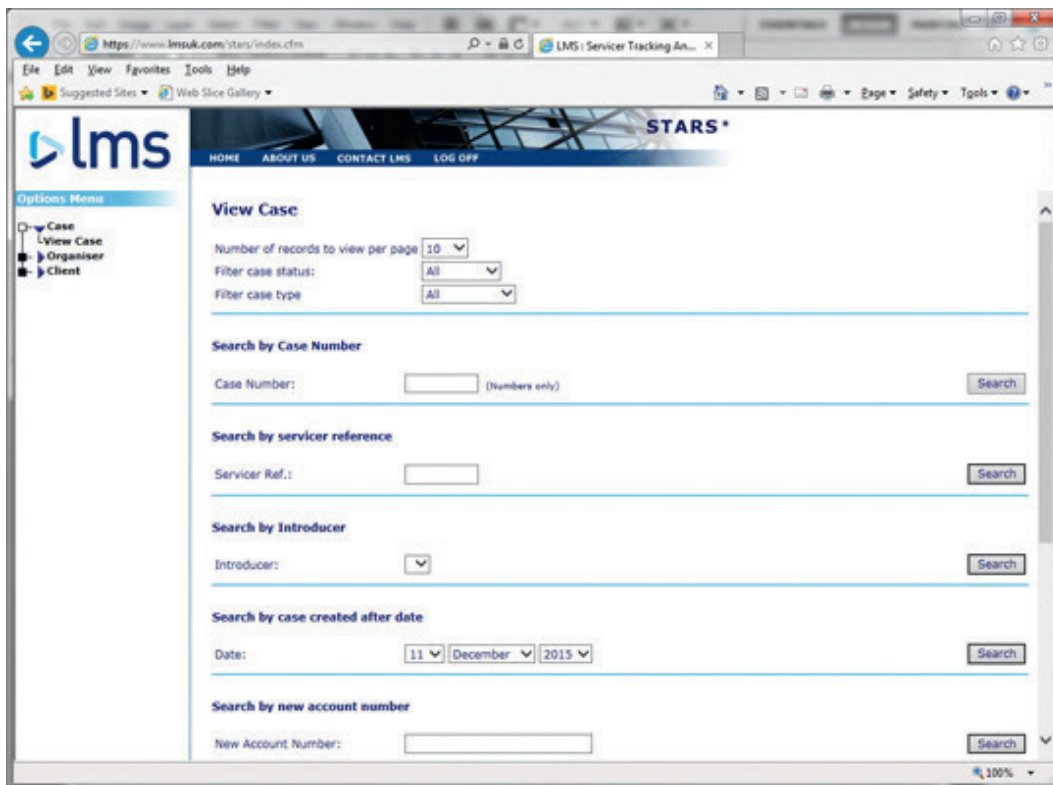 https://www.lmsuk.com/stars/index.cfm
LMS : Servicer Tracking An...
File Edit View Favorites Tools Help
Suggested Sites Web Slice Gallery
Page Safety Tools
lms
STARS*
HOME ABOUT US CONTACT LMS LOG OFF
Options Menu
Case
View Case
Organiser
Client
View Case
Number of records to view per page 10
Filter case status: All
Filter case type All
Search by Case Number
Case Number: (Numbers only) Search
Search by servicer reference
Servicer Ref.: Search
Search by Introducer
Introducer: Search
Search by case created after date
Date: 11 December 2015 Search
Search by new account number
New Account Number: Search
100%